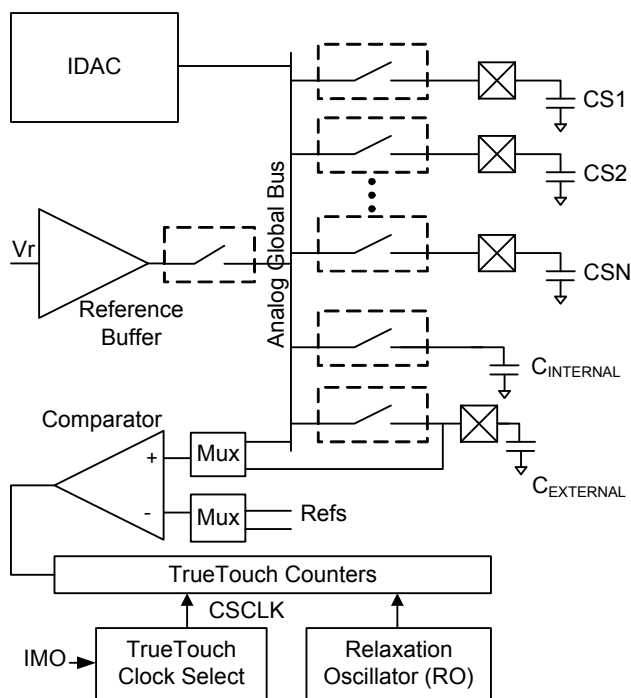 IDAC
CS1
CS2
Vr
Reference
Buffer
Analog Global Bus
CSN
CINTERNAL
Comparator
+
Mux
CEXTERNAL
-
Mux
Refs
TrueTouch Counters
CSCLK
IMO
TrueTouch
Clock Select
Relaxation
Oscillator (RO)